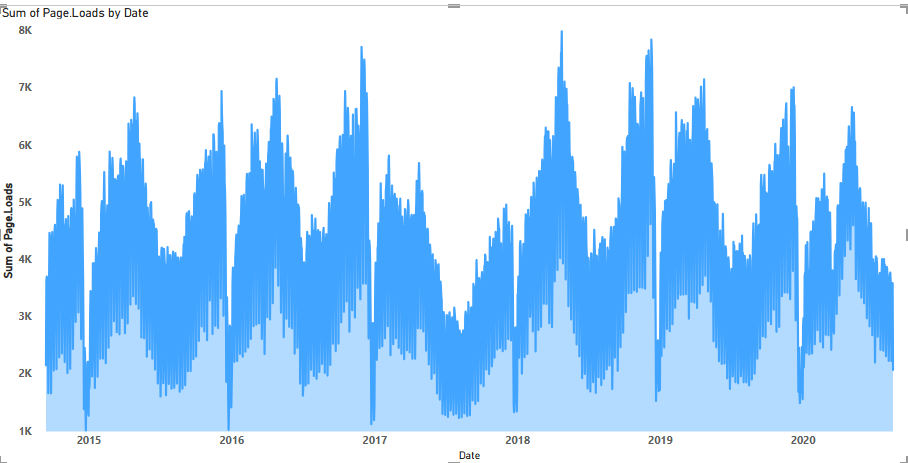 Sum of Page.Loads by Date
8K
7K
6K
5K
4K
3K
2K
1K
Sum of Page.Loads
2015 2016 2017 2018 2019 2020
Date